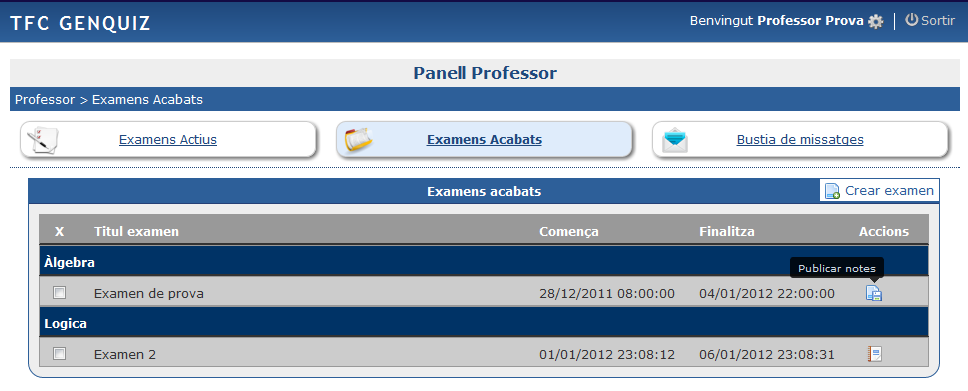 TFC GENQUIZ
Benvingut Professor Prova | Sortir
Panell Professor
Professor > Examens Acabats
Examens Actius
Examens Acabats
Bustia de missatges
Examens acabats
Crear examen
X Titul examen Comença Finalitza Accions
Àlgebra
Publicar notes
Examen de prova 28/12/2011 08:00:00 04/01/2012 22:00:00
Logica
Examen 2 01/01/2012 23:08:12 06/01/2012 23:08:31